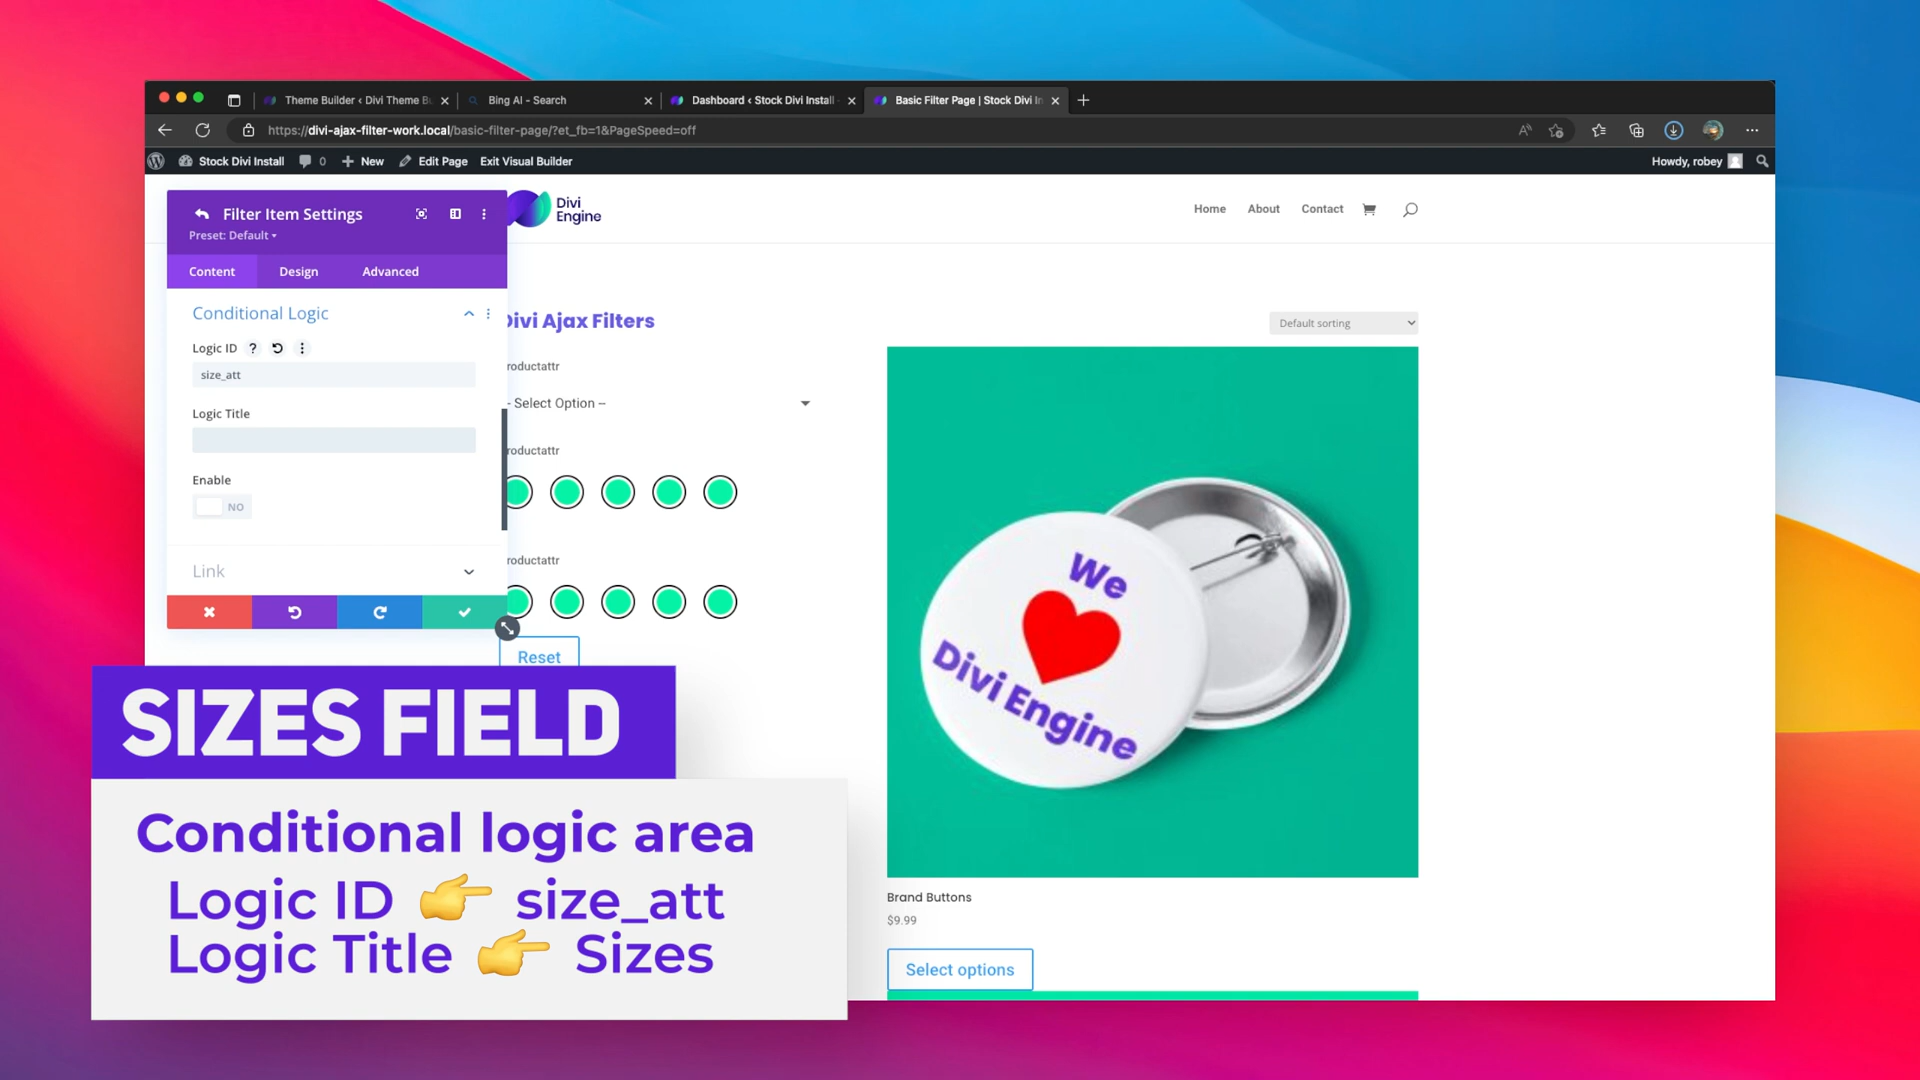 Theme Builder ‹ Divi Theme Bu
Bing AI - Search
Dashboard ‹ Stock Divi Install
Basic Filter Page | Stock Divi In
https://divi-ajax-filter-work.local/basic-filter-page/?et_fb=1&PageSpeed=off
Stock Divi Install
0
New
Edit Page
Exit Visual Builder
Howdy, robey
Filter Item Settings
Preset: Default
Content
Design
Advanced
Divi
Engine
Home
About
Contact
Conditional Logic
Logic ID
?
size_att
Logic Title
Enable
NO
Link
Divi Ajax Filters
Default sorting
roductattr
- Select Option –
roductattr
roductattr
Reset
We
Divi Engine
Brand Buttons
$9.99
Select options
SIZES FIELD
Conditional logic area
Logic ID 👉 size_att
Logic Title 👉 Sizes